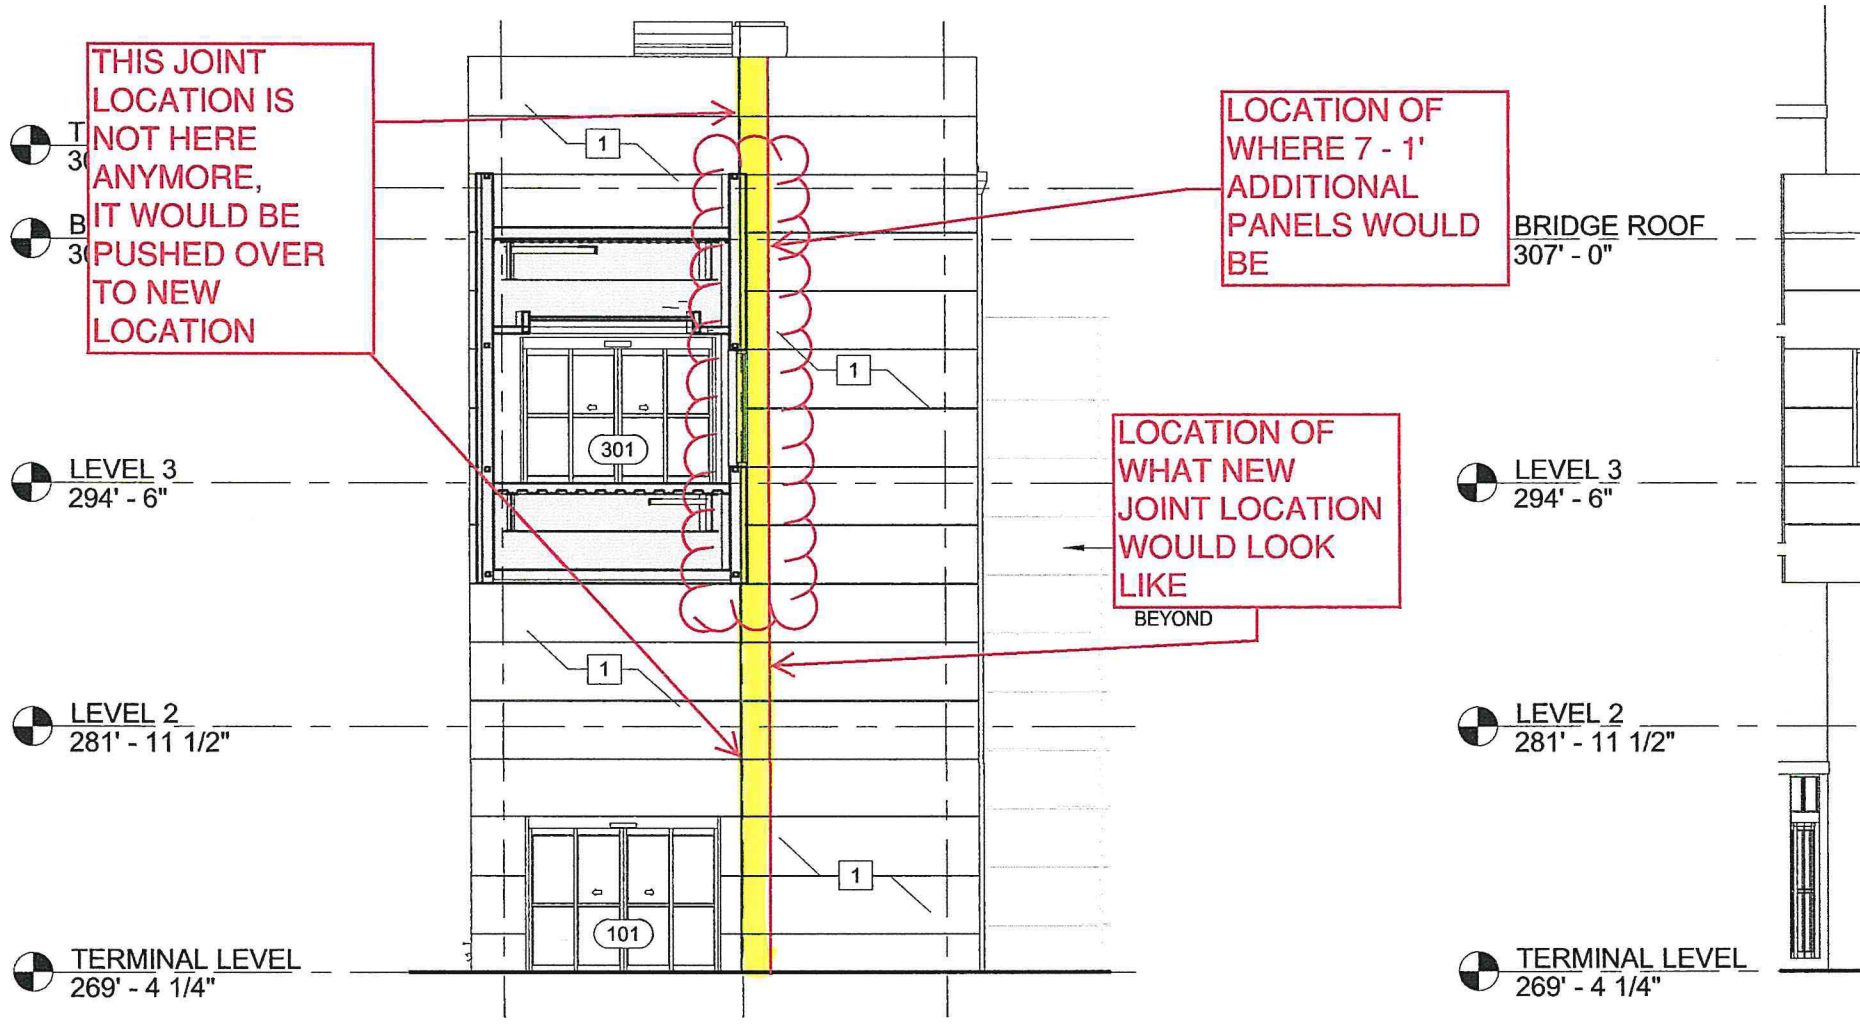 THIS JOINT
LOCATION IS
NOT HERE
ANYMORE,
IT WOULD BE
PUSHED OVER
TO NEW
LOCATION
LOCATION OF
WHERE 7 - 1'
ADDITIONAL
PANELS WOULD
BE
BRIDGE ROOF
307' - 0"
1
1
301
LOCATION OF
WHAT NEW
JOINT LOCATION
WOULD LOOK
LIKE
BEYOND
LEVEL 3
294' - 6"
LEVEL 3
294' - 6"
1
LEVEL 2
281' - 11 1/2"
LEVEL 2
281' - 11 1/2"
1
101
TERMINAL LEVEL
269' - 4 1/4"
TERMINAL LEVEL
269' - 4 1/4"